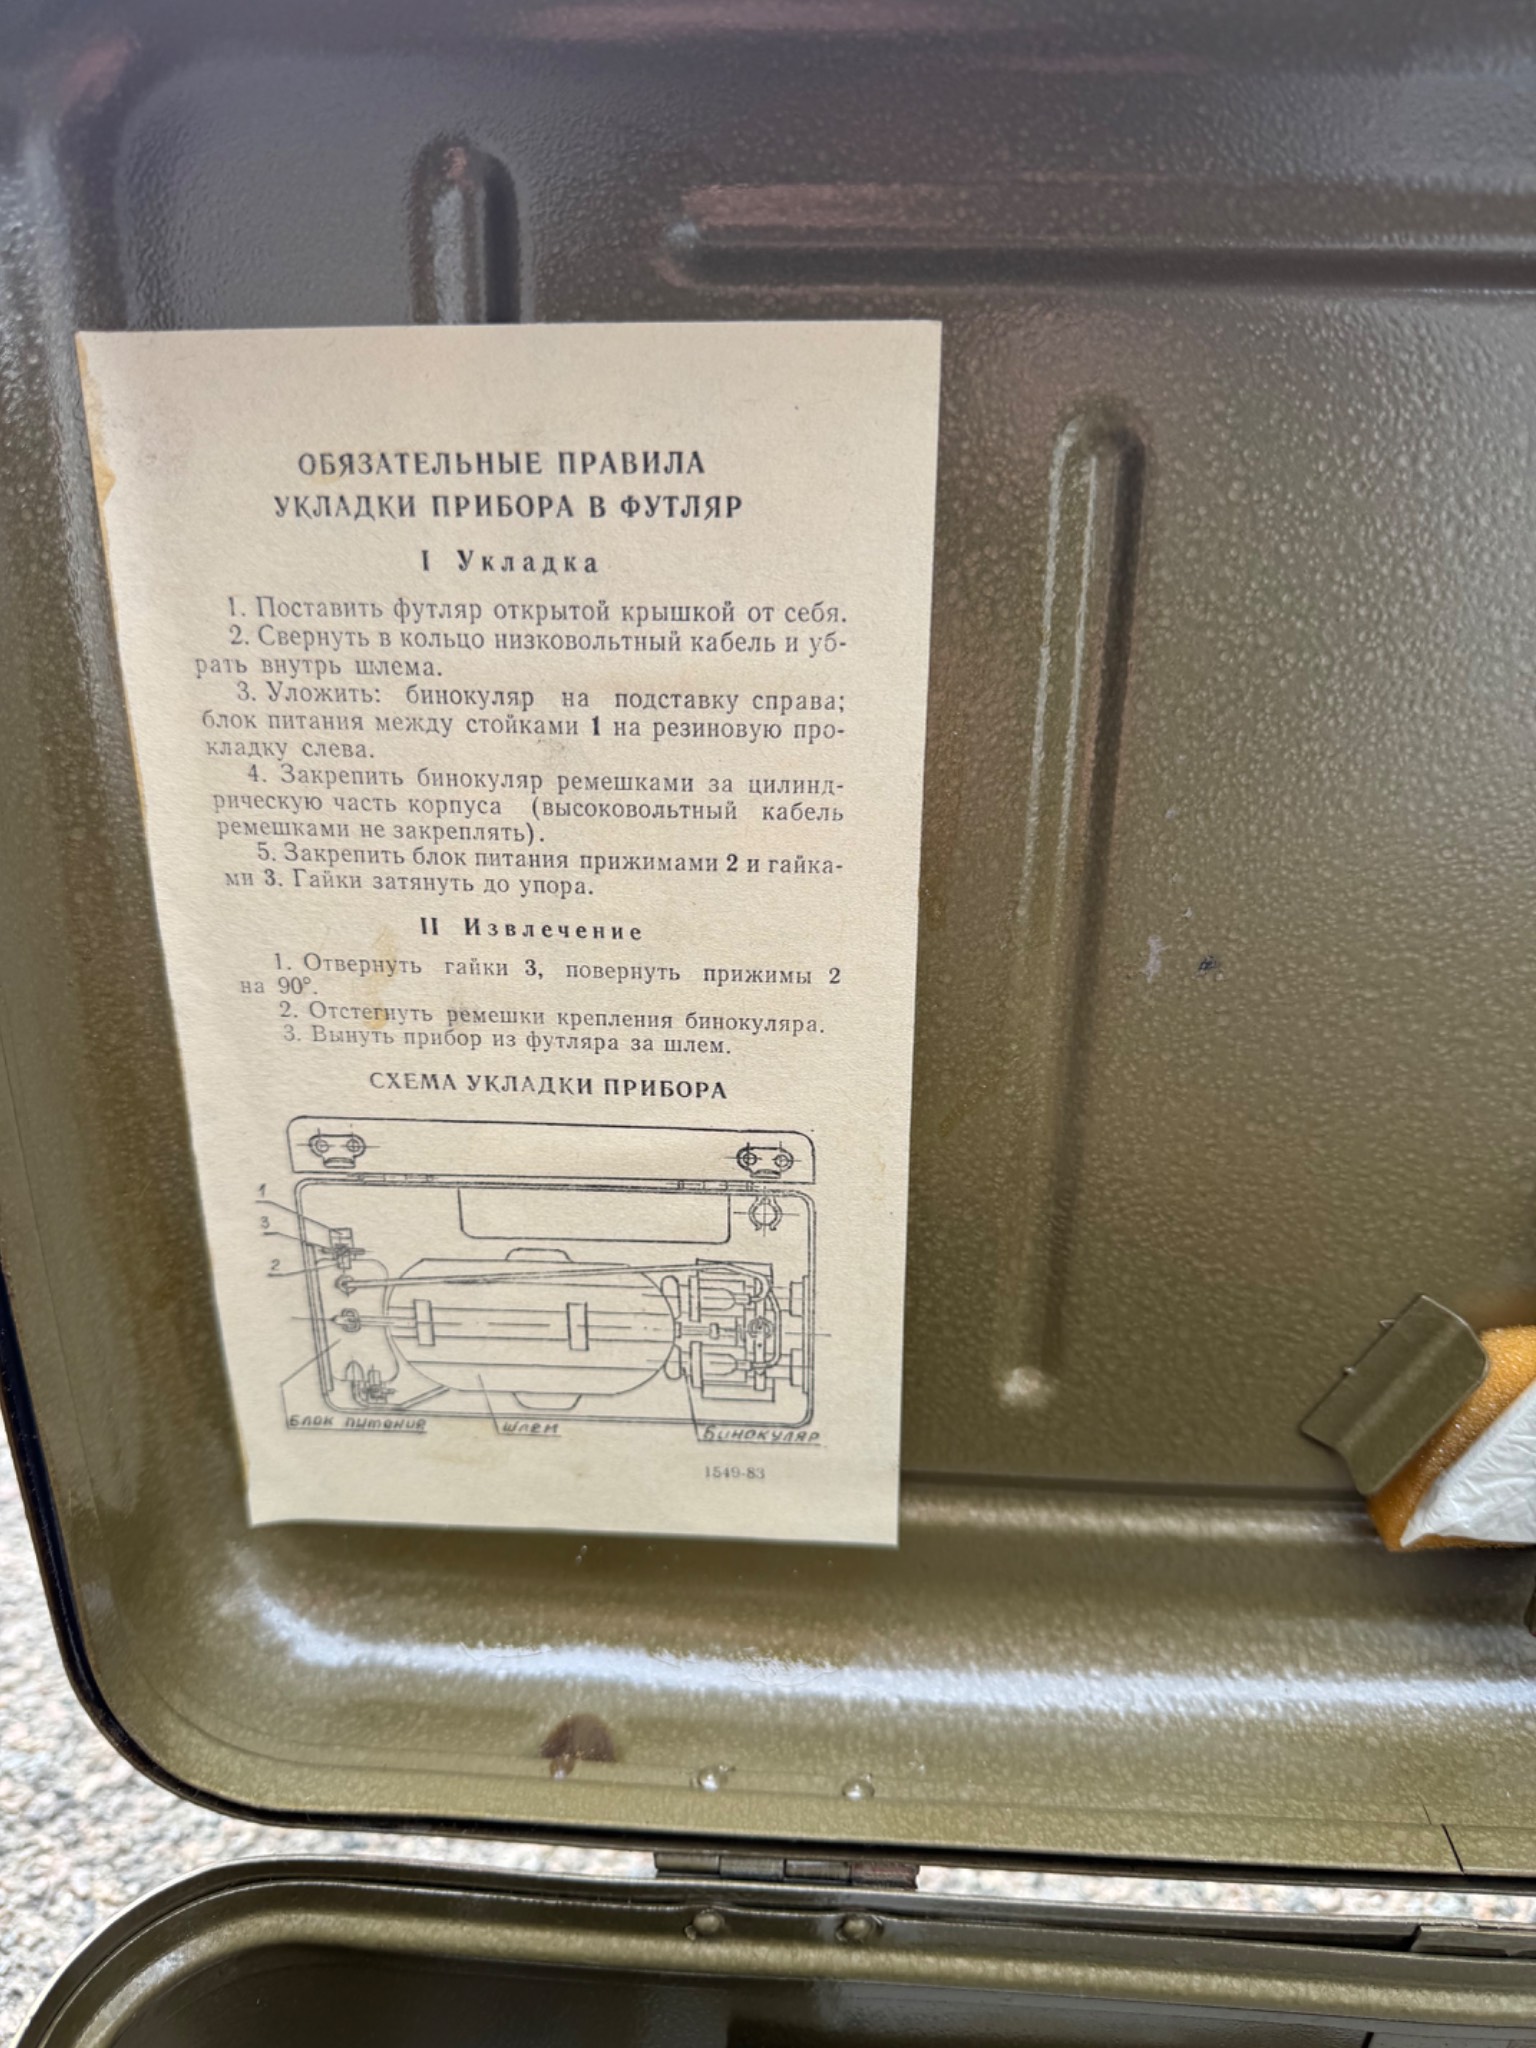 ОБЯЗАТЕЛЬНЫЕ ПРАВИЛА
УКЛАДКИ ПРИБОРА В ФУТЛЯР
I Укладка
1. Поставить футляр открытой крышкой от себя.
2. Свернуть в кольцо низковольтный кабель и уб-
рать внутрь шлема.
3. Уложить: бинокуляр на подставку справа;
блок питания между стойками 1 на резиновую про-
кладку слева.
4. Закрепить бинокуляр ремешками за цилинд-
рическую часть корпуса (высоковольтный кабель
ремешками не закреплять).
5. Закрепить блок питания прижимами 2 и гайка-
ми 3. Гайки затянуть до упора.
II Извлечение
1. Отвернуть гайки 3, повернуть прижимы 2
на 90°.
2. Отстегнуть ремешки крепления бинокуляра.
3. Вынуть прибор из футляра за шлем.
СХЕМА УКЛАДКИ ПРИБОРА
1
3
2
Блок питания
Шлем
Бинокуляр
1549-83